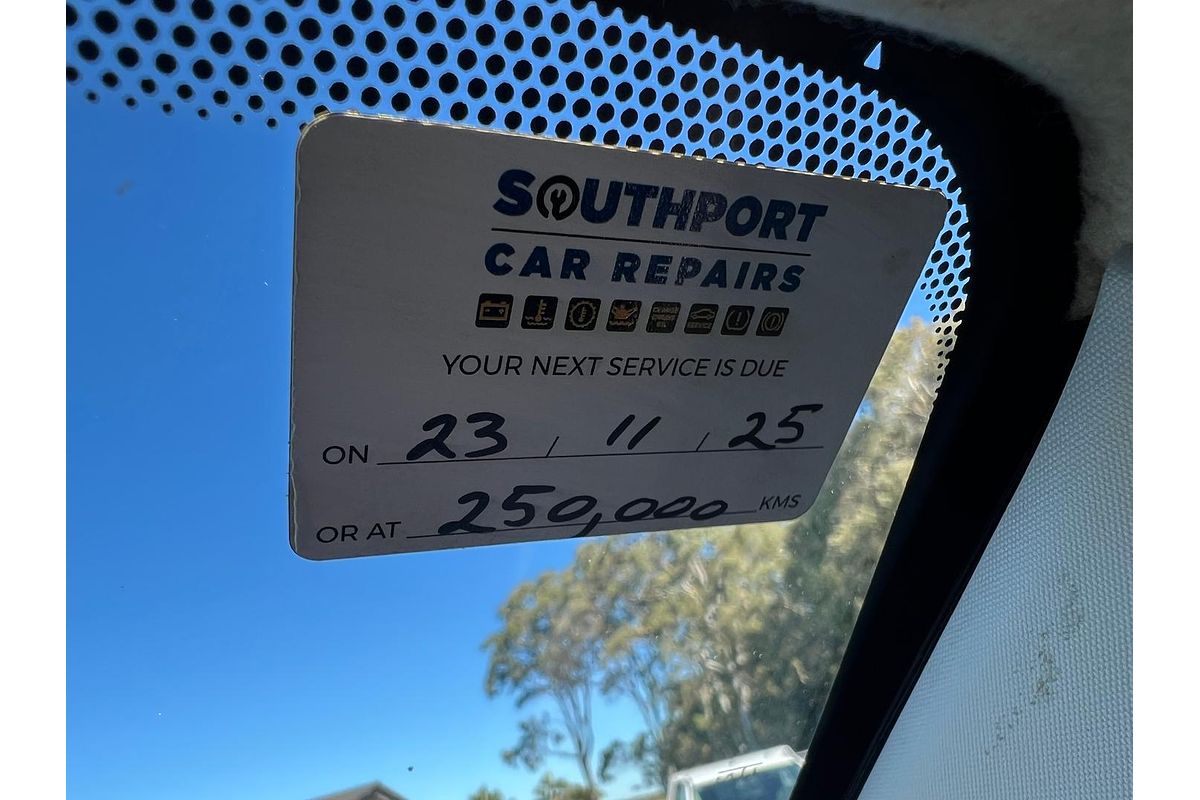 SOUTHPORT
CAR REPAIRS
YOUR NEXT SERVICE IS DUE
ON 23 / 11 / 25
OR AT 250,000 KMS